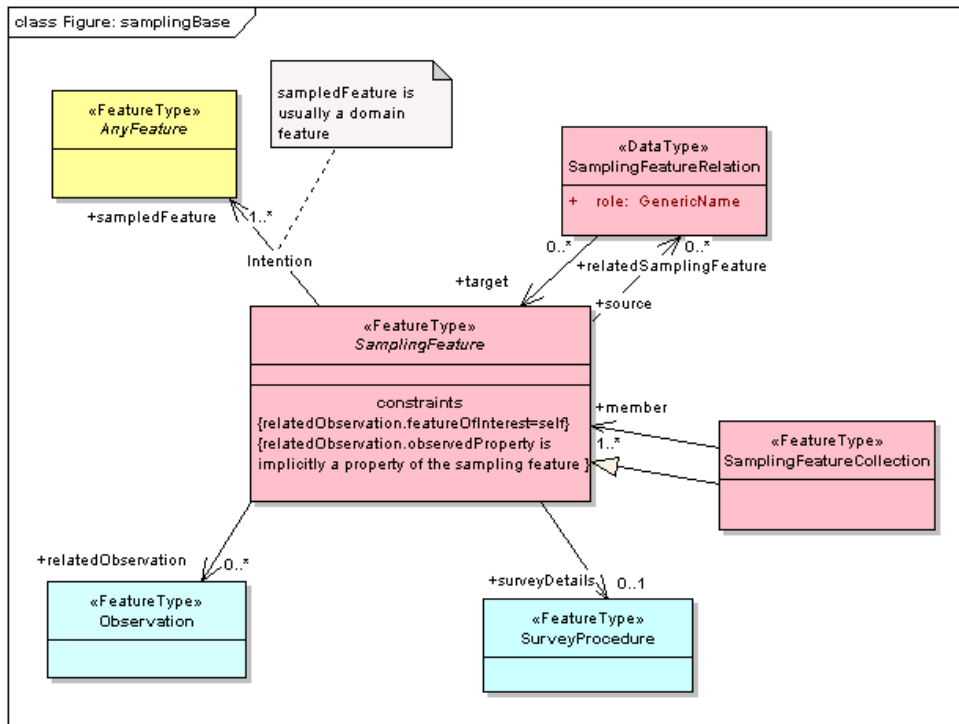 class Figure: samplingBase
sampledFeature is
usually a domain
feature
«FeatureType»
AnyFeature
«DataType»
SamplingFeatureRelation
+ role: GenericName
+sampledFeature
1..*
Intention
0..*
0..*
+relatedSamplingFeature
+target
+source
«FeatureType»
SamplingFeature
constraints
{relatedObservation.featureOfInterest=self}
{relatedObservation.observedProperty is
implicitly a property of the sampling feature }
+member
1..*
«FeatureType»
SamplingFeatureCollection
+relatedObservation
0..*
+surveyDetails
0..1
«FeatureType»
Observation
«FeatureType»
SurveyProcedure